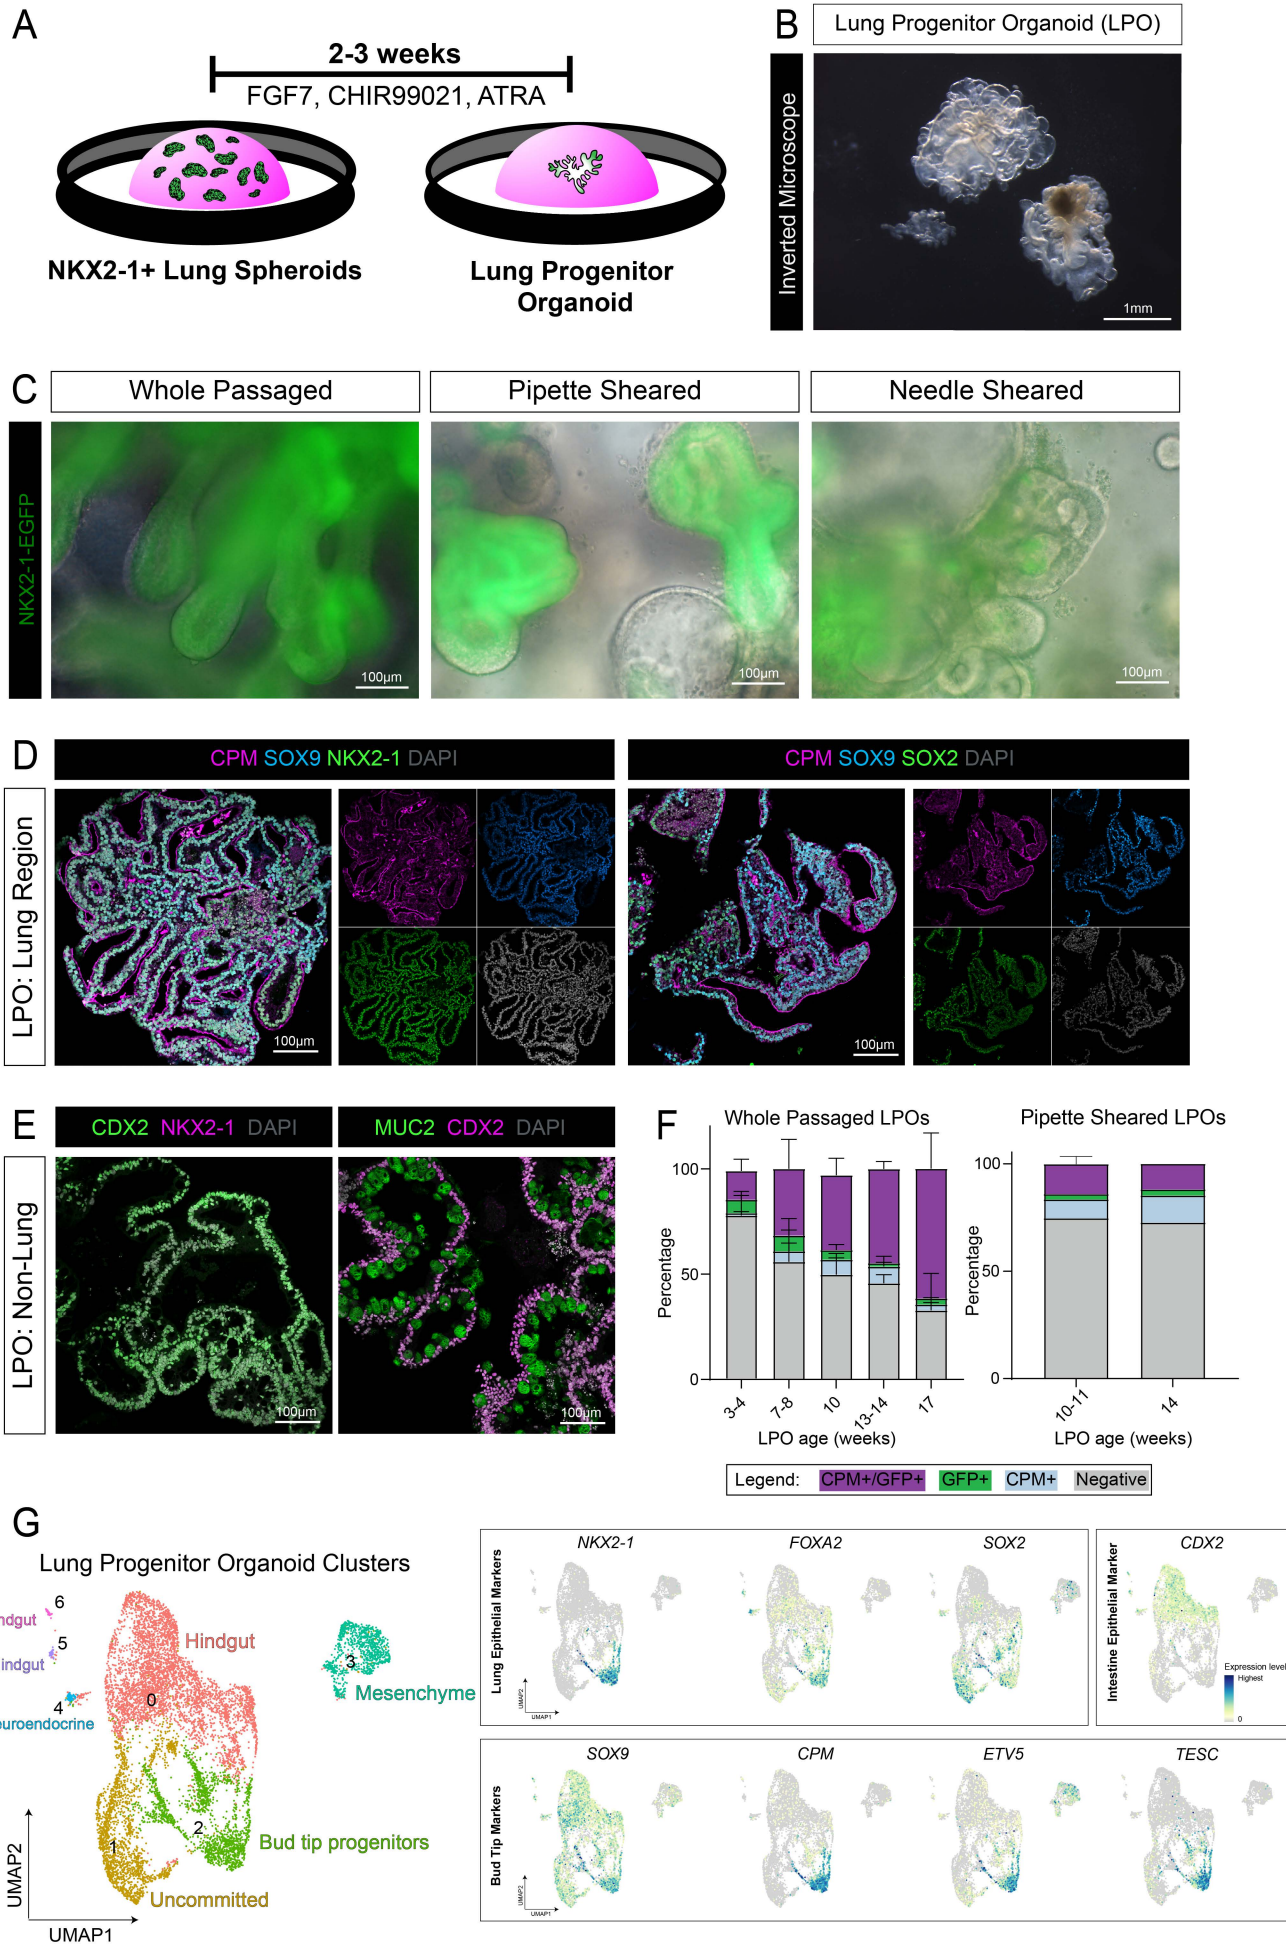 A
2-3 weeks
FGF7, CHIR99021, ATRA
NKX2-1+ Lung Spheroids
Lung Progenitor
Organoid
B
Lung Progenitor Organoid (LPO)
Inverted Microscope
1mm
C
Whole Passaged
Pipette Sheared
Needle Sheared
NKX2-1-EGFP
100µm
100µm
100µm
D
CPM SOX9 NKX2-1 DAPI
CPM SOX9 SOX2 DAPI
LPO: Lung Region
100µm
100µm
E
CDX2 NKX2-1 DAPI
MUC2 CDX2 DAPI
LPO: Non-Lung
100µm
100µm
F
Whole Passaged LPOs
Percentage
100
50
0
3-4
7-8
10
13-14
17
LPO age (weeks)
Pipette Sheared LPOs
Percentage
100
50
0
10-11
14
LPO age (weeks)
Legend: CPM+/GFP+ GFP+ CPM+ Negative
G
Lung Progenitor Organoid Clusters
6
ndgut
5
indgut
4
euroendocrine
Hindgut
0
3
Mesenchyme
2
Bud tip progenitors
1
Uncommitted
UMAP2
UMAP1
Lung Epithelial Markers
NKX2-1
FOXA2
SOX2
UMAP2
UMAP1
Intestine Epithelial Marker
CDX2
Expression level
Highest
0
Bud Tip Markers
SOX9
CPM
ETV5
TESC
UMAP2
UMAP1